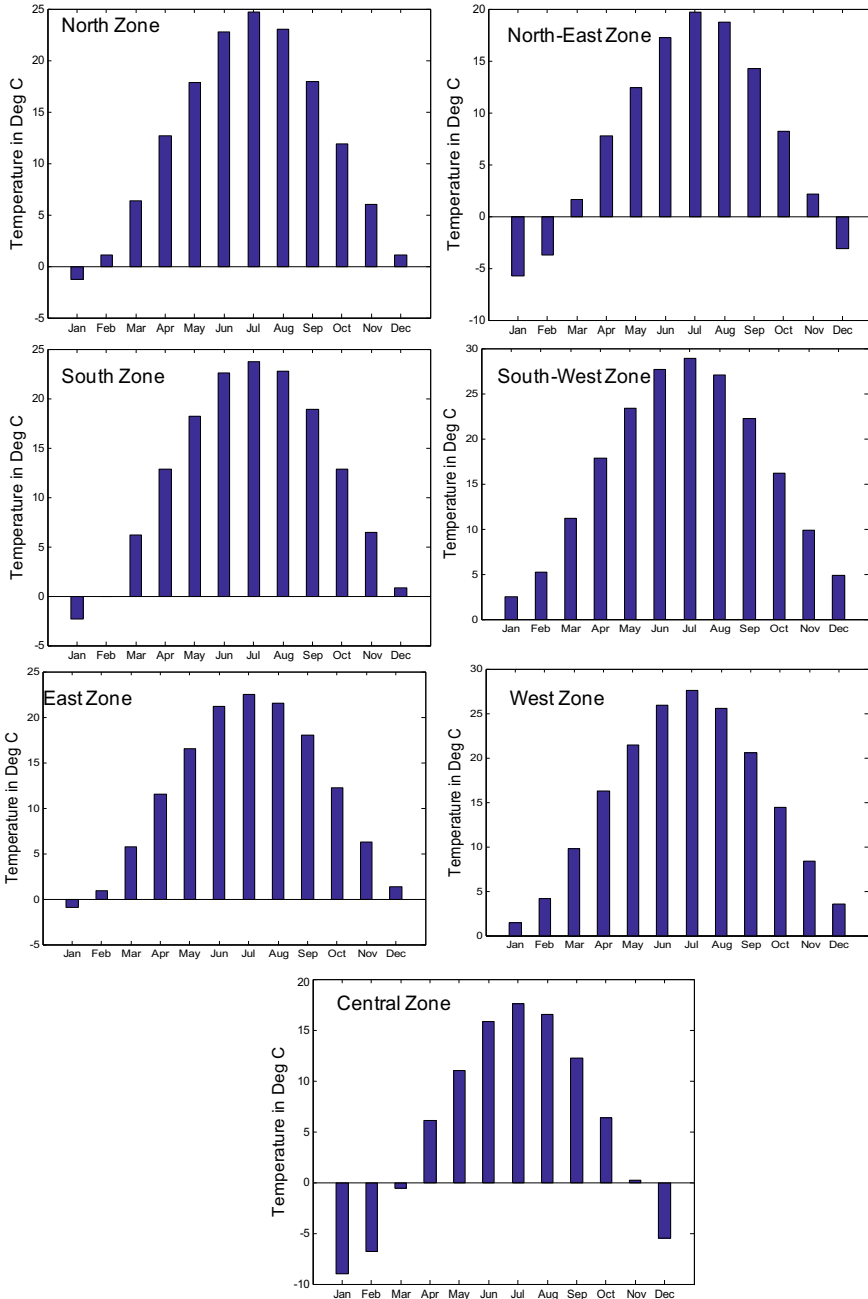 North Zone
Temperature in Deg C
25
20
15
10
5
0
-5
Jan Feb Mar Apr May Jun Jul Aug Sep Oct Nov Dec
North-East Zone
Temperature in Deg C
20
15
10
5
0
-5
-10
Jan Feb Mar Apr May Jun Jul Aug Sep Oct Nov Dec
South Zone
Temperature in Deg C
25
20
15
10
5
0
-5
Jan Feb Mar Apr May Jun Jul Aug Sep Oct Nov Dec
South-West Zone
Temperature in Deg C
30
25
20
15
10
5
0
Jan Feb Mar Apr May Jun Jul Aug Sep Oct Nov Dec
East Zone
Temperature in Deg C
25
20
15
10
5
0
-5
Jan Feb Mar Apr May Jun Jul Aug Sep Oct Nov Dec
West Zone
Temperature in Deg C
30
25
20
15
10
5
0
Jan Feb Mar Apr May Jun Jul Aug Sep Oct Nov Dec
Central Zone
Temperature in Deg C
20
15
10
5
0
-5
-10
Jan Feb Mar Apr May Jun Jul Aug Sep Oct Nov Dec